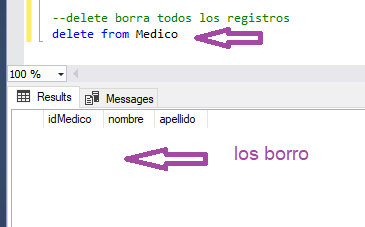 --delete borra todos los registros
delete from Medico
100 %
Results Messages
idMedico nombre apellido
los borro